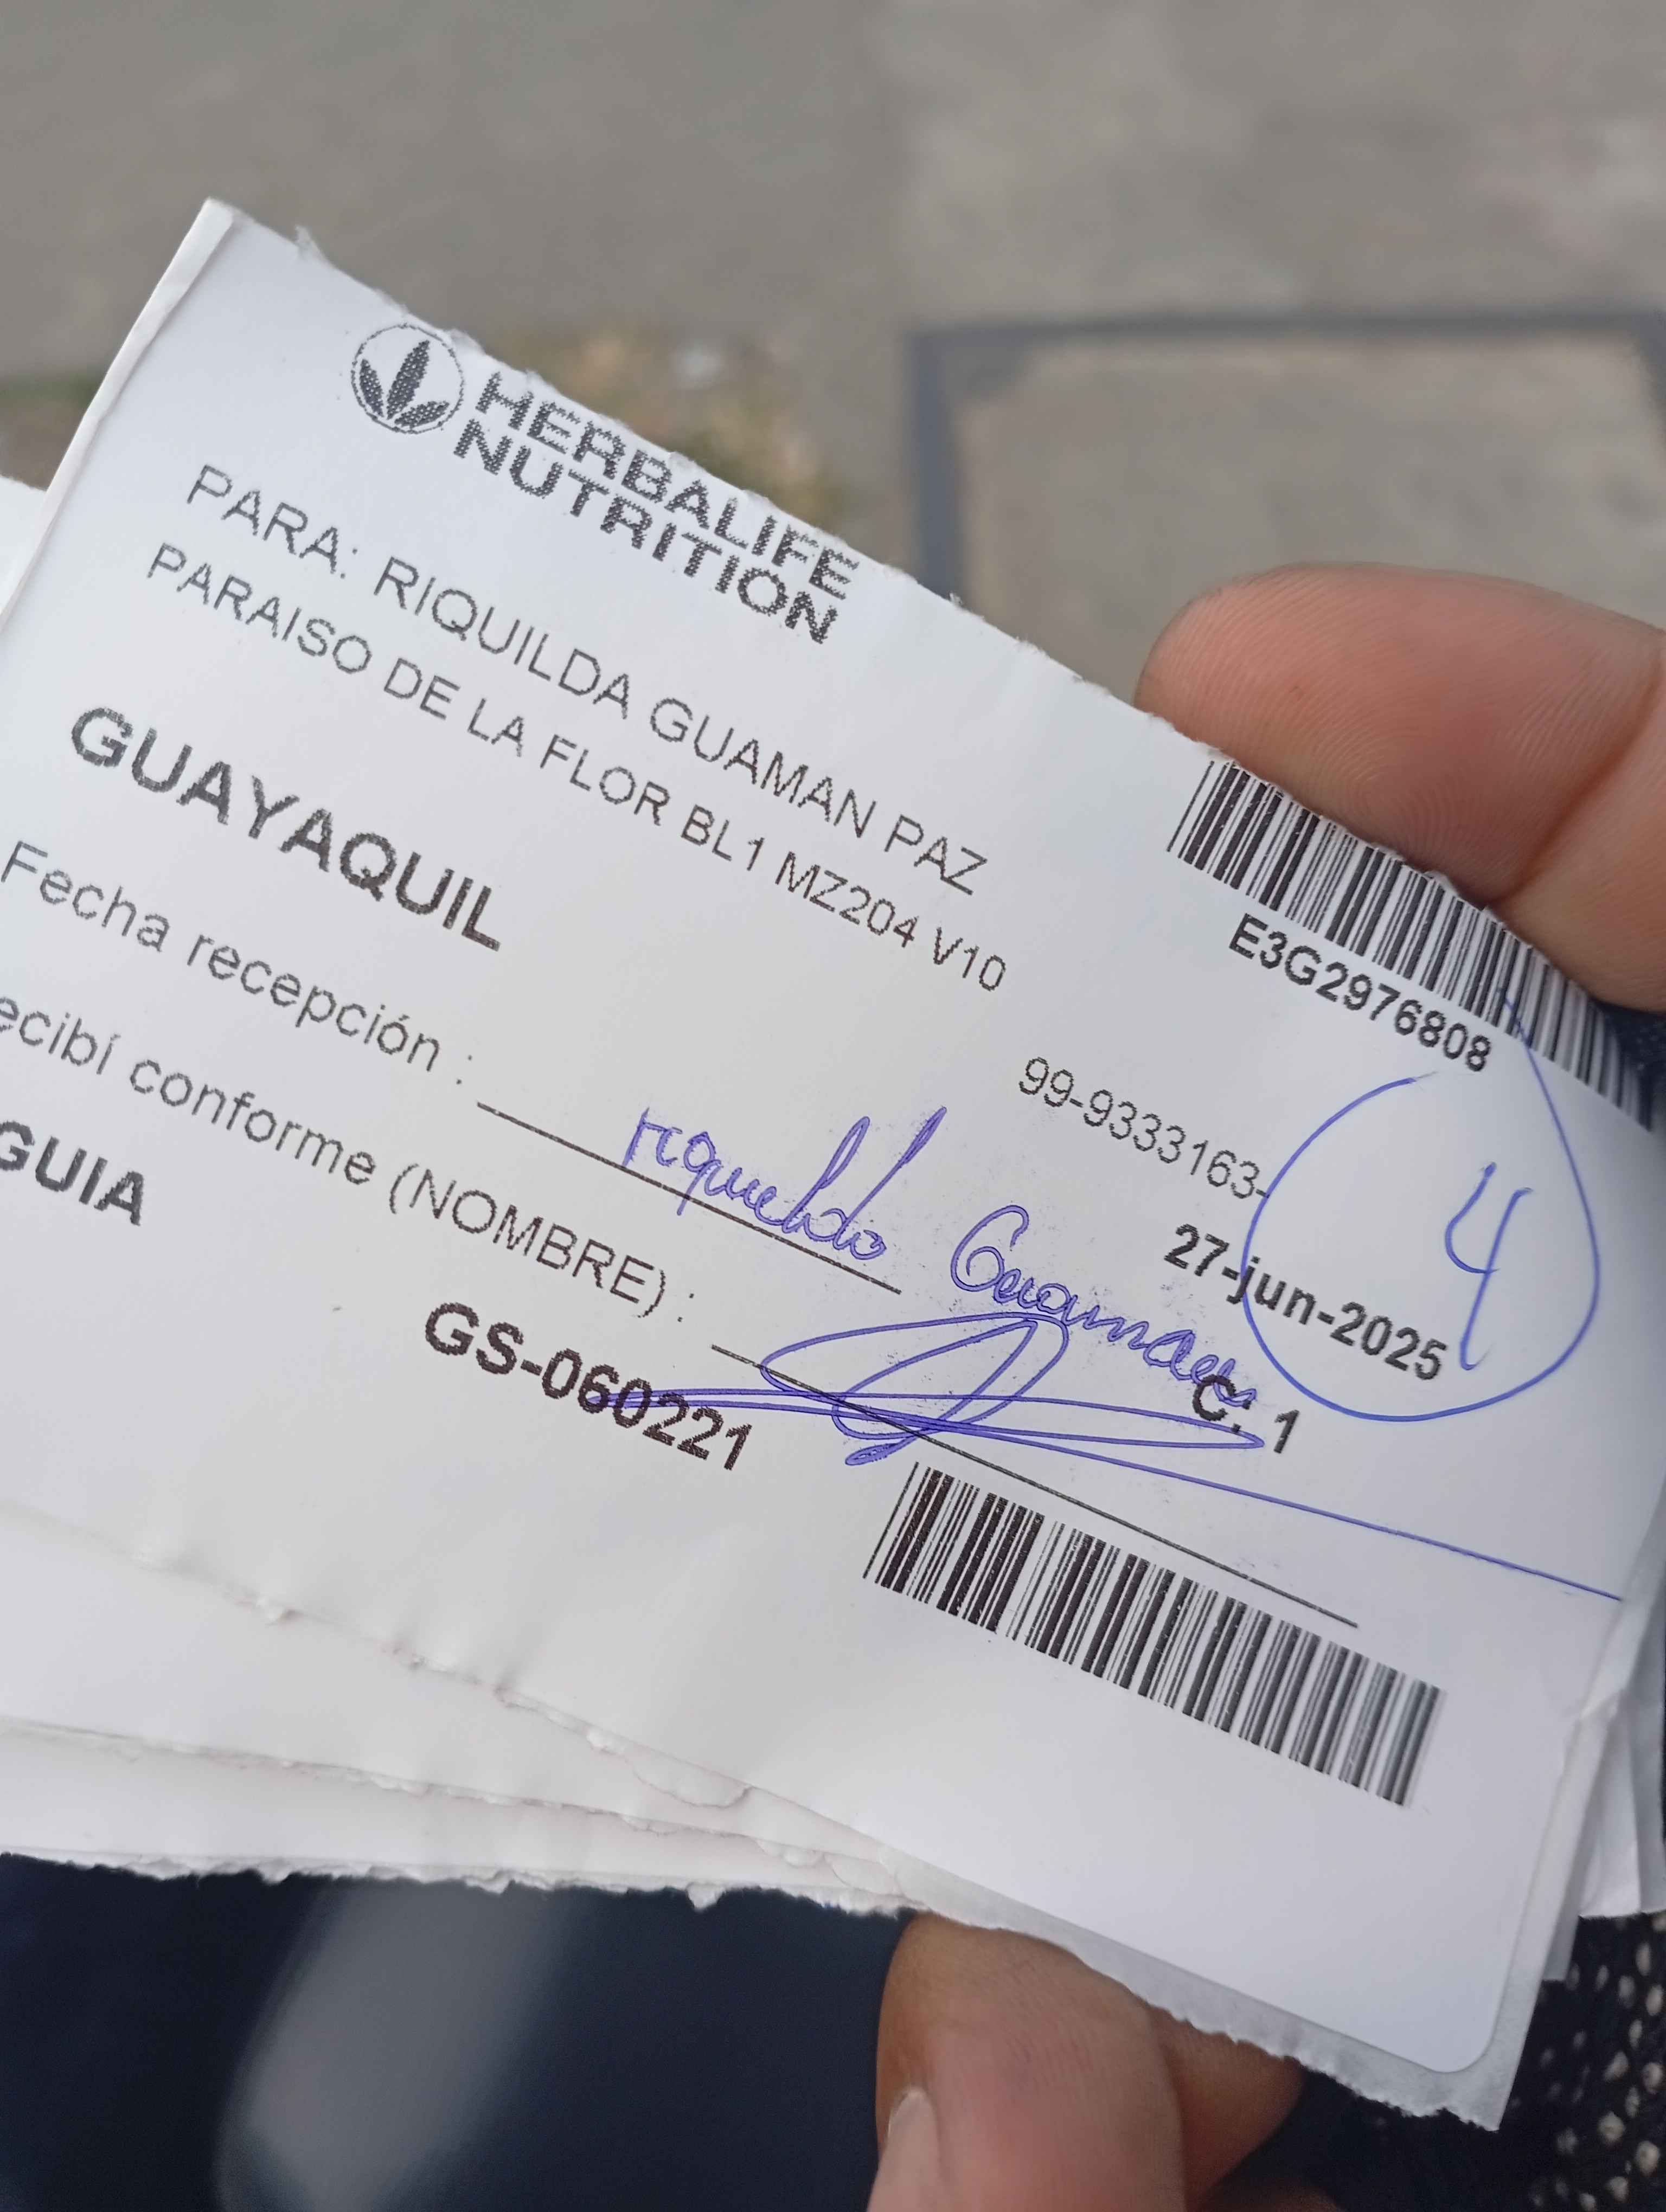 HERBALIFE
NUTRITION
PARA: RIQUILDA GUAMAN PAZ
PARAISO DE LA FLOR BL1 MZ204 V10
E3G2976808
GUAYAQUIL
99-9333163-
4
27-jun-2025
Fecha recepción :
Guaman
ecibí conforme (NOMBRE) :
C: 1
GUIA
GS-060221